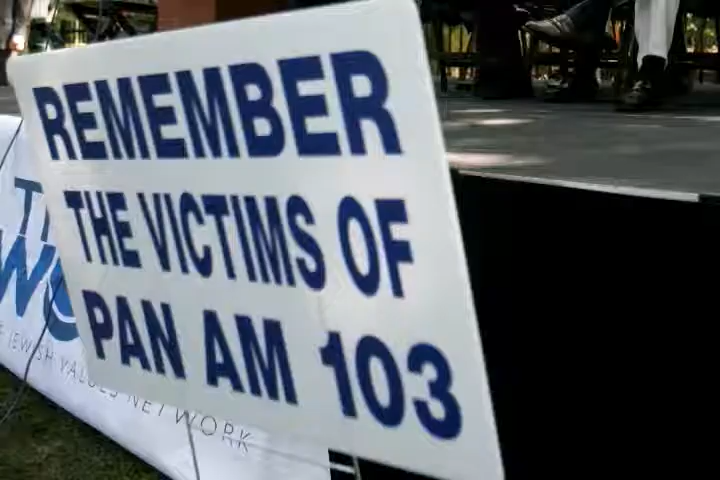 REMEMBER
THE VICTIMS OF
PAN AM 103
JEWISH VALUES NETWORK